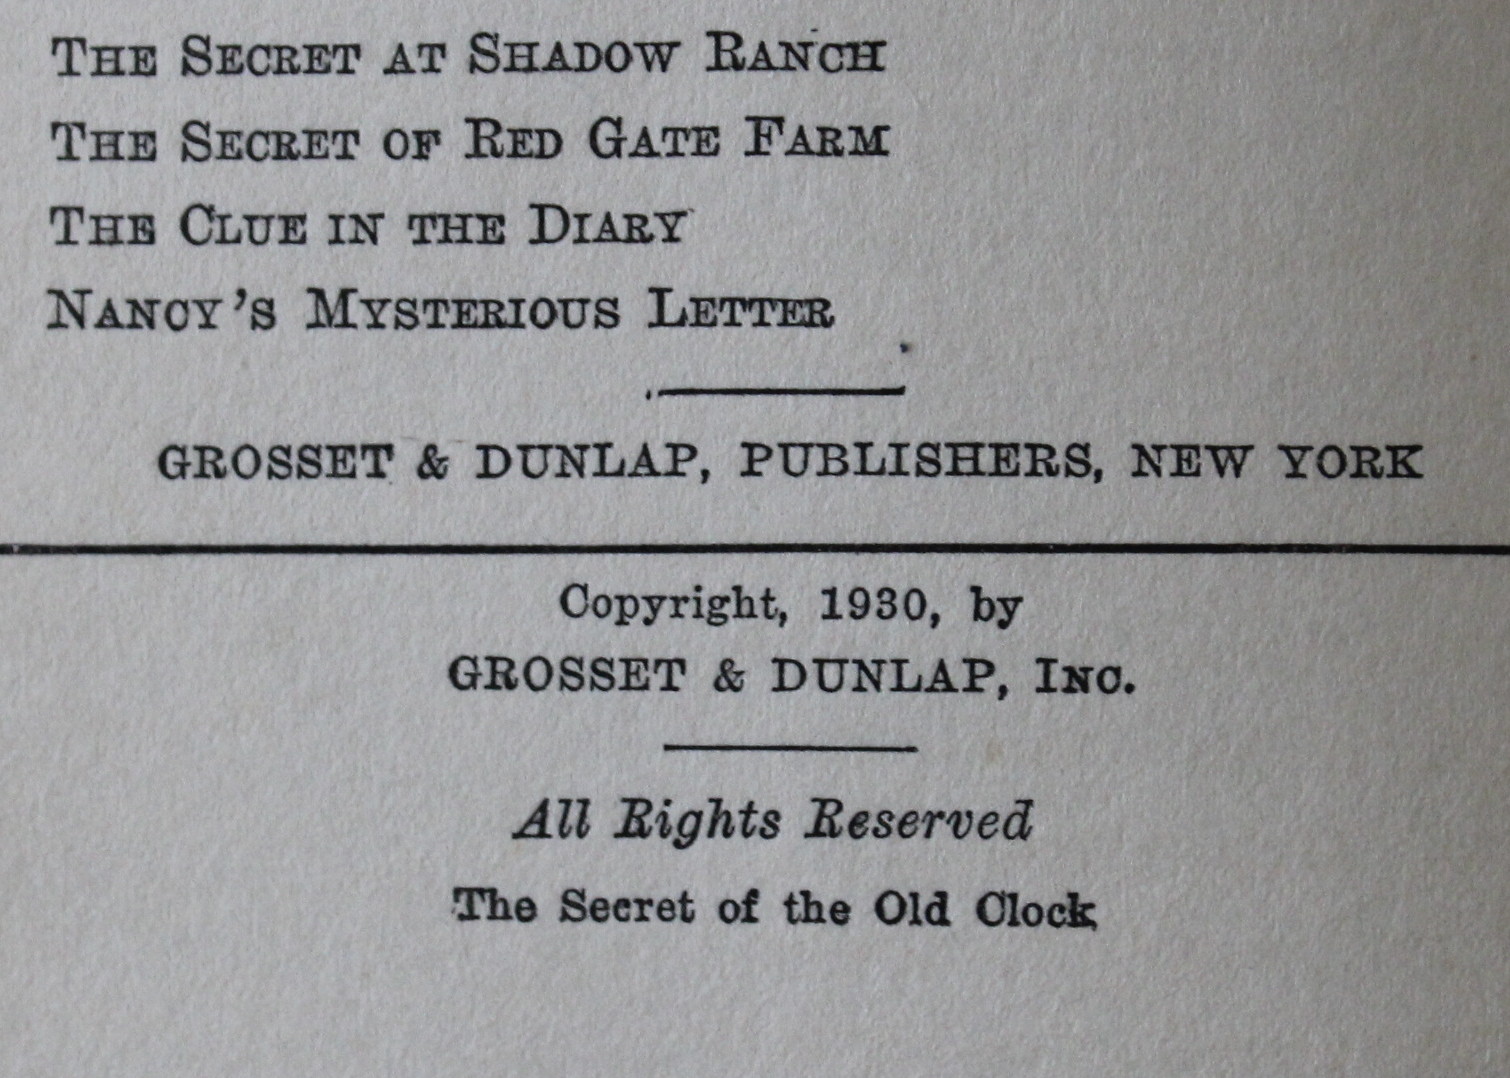 The Secret at Shadow Ranch
The Secret of Red Gate Farm
The Clue in the Diary
Nancy's Mysterious Letter
GROSSET & DUNLAP, PUBLISHERS, NEW YORK
Copyright, 1930, by
GROSSET & DUNLAP, Inc.
All Rights Reserved
The Secret of the Old Clock